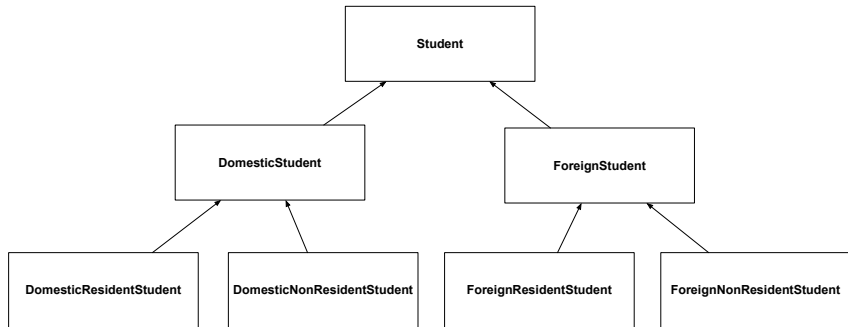 Student
DomesticStudent
ForeignStudent
DomesticResidentStudent
DomesticNonResidentStudent
ForeignResidentStudent
ForeignNonResidentStudent